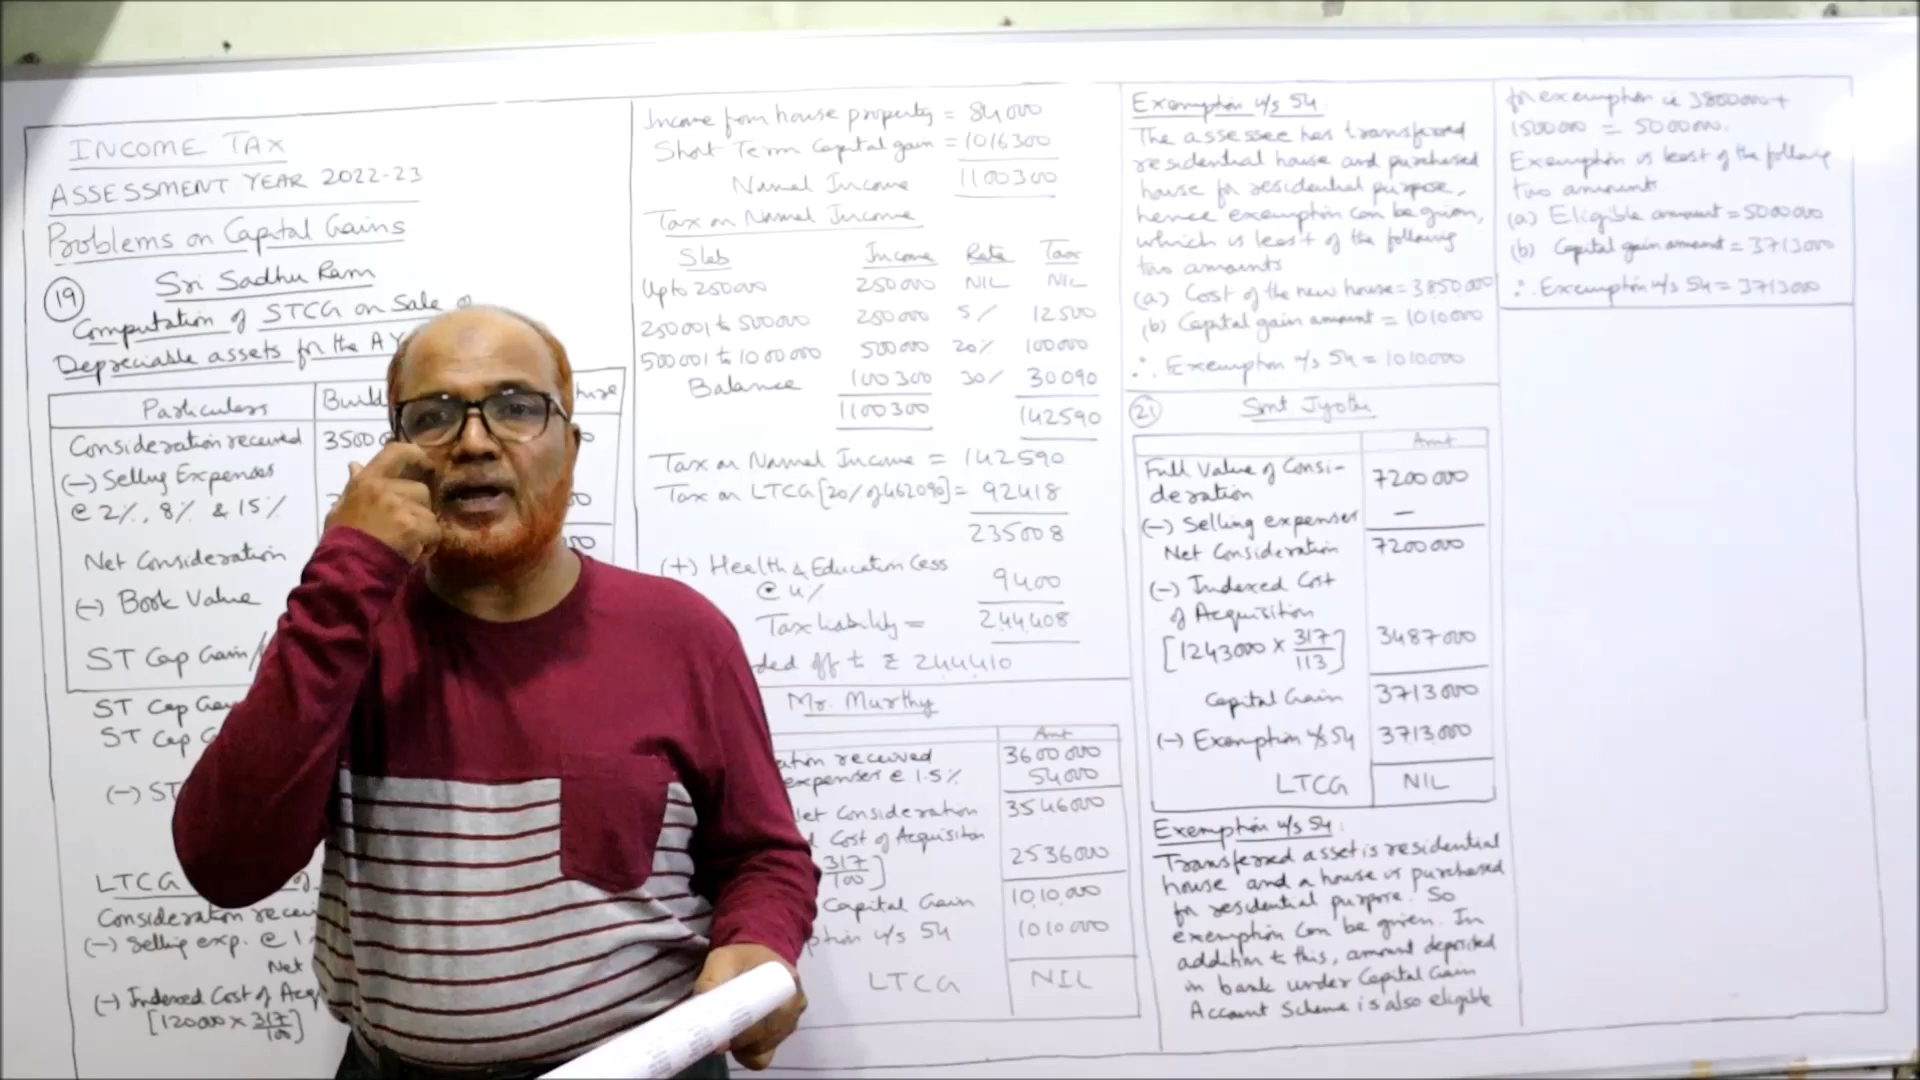 INCOME TAX
ASSESSMENT YEAR 2022-23
Problems on Capital Gains
19
Sri Sadhu Ram
Computation of STCG on Sale
Depreciable assets for the AY
Particulars
Consideration received
(-) Selling Expenses
@ 2%, 8% & 15%
Net Consideration
(-) Book Value
ST Cap Gain/
ST Cap
ST Cap
(-)
LTCG
Consideration
(-) Selling exp. @
Net
(-) Indexed Cost of
[120000 × 317/100]
Income from house property = 84000
Short Term Capital gain = 1016300
Normal Income 1100300
Tax on Normal Income
Slab Income Rate Tax
Upto 250000 250000 NIL NIL
250001 to 500000 250000 5% 12500
500001 to 1000000 500000 20% 100000
Balance 100300 30% 30090
1100300 142590
Tax on Normal Income = 142590
Tax on LTCG [20% of 462090] = 92418
235008
(+) Health & Education Cess
@ 4% 9400
Tax liability = 2,44,408
to ₹ 244410
Mr. Murthy
Amt
received 3600000
expenses @ 1.5% 54000
Consideration 3546000
Cost of Acquisition
317/100] 2536000
Capital Gain 1010000
u/s 54 1010000
LTCG NIL
Exemption u/s 54:
The assessee has transferred
residential house and purchased
house for residential purpose,
hence exemption can be given,
which is least of the following
two amounts
(a) Cost of the new house = 3850000
(b) Capital gain amount = 1010000
∴ Exemption u/s 54 = 1010000
21
Smt Jyothi
Amt
Full Value of Consi-
deration 7200000
(-) Selling expenses —
Net Consideration 7200000
(-) Indexed Cost
of Acquisition
[1243000 × 317/113] 3487000
Capital Gain 3713000
(-) Exemption u/s 54 3713000
LTCG NIL
Exemption u/s 54:
Transferred asset is residential
house and a house is purchased
for residential purpose. So
exemption can be given. In
addition to this, amount deposited
in bank under Capital Gain
Account Scheme is also eligible
for exemption ie 3800000+
1500000 = 5000000.
Exemption is least of the following
two amounts
(a) Eligible amount = 5000000
(b) Capital gain amount = 3713000
∴ Exemption u/s 54 = 3713000